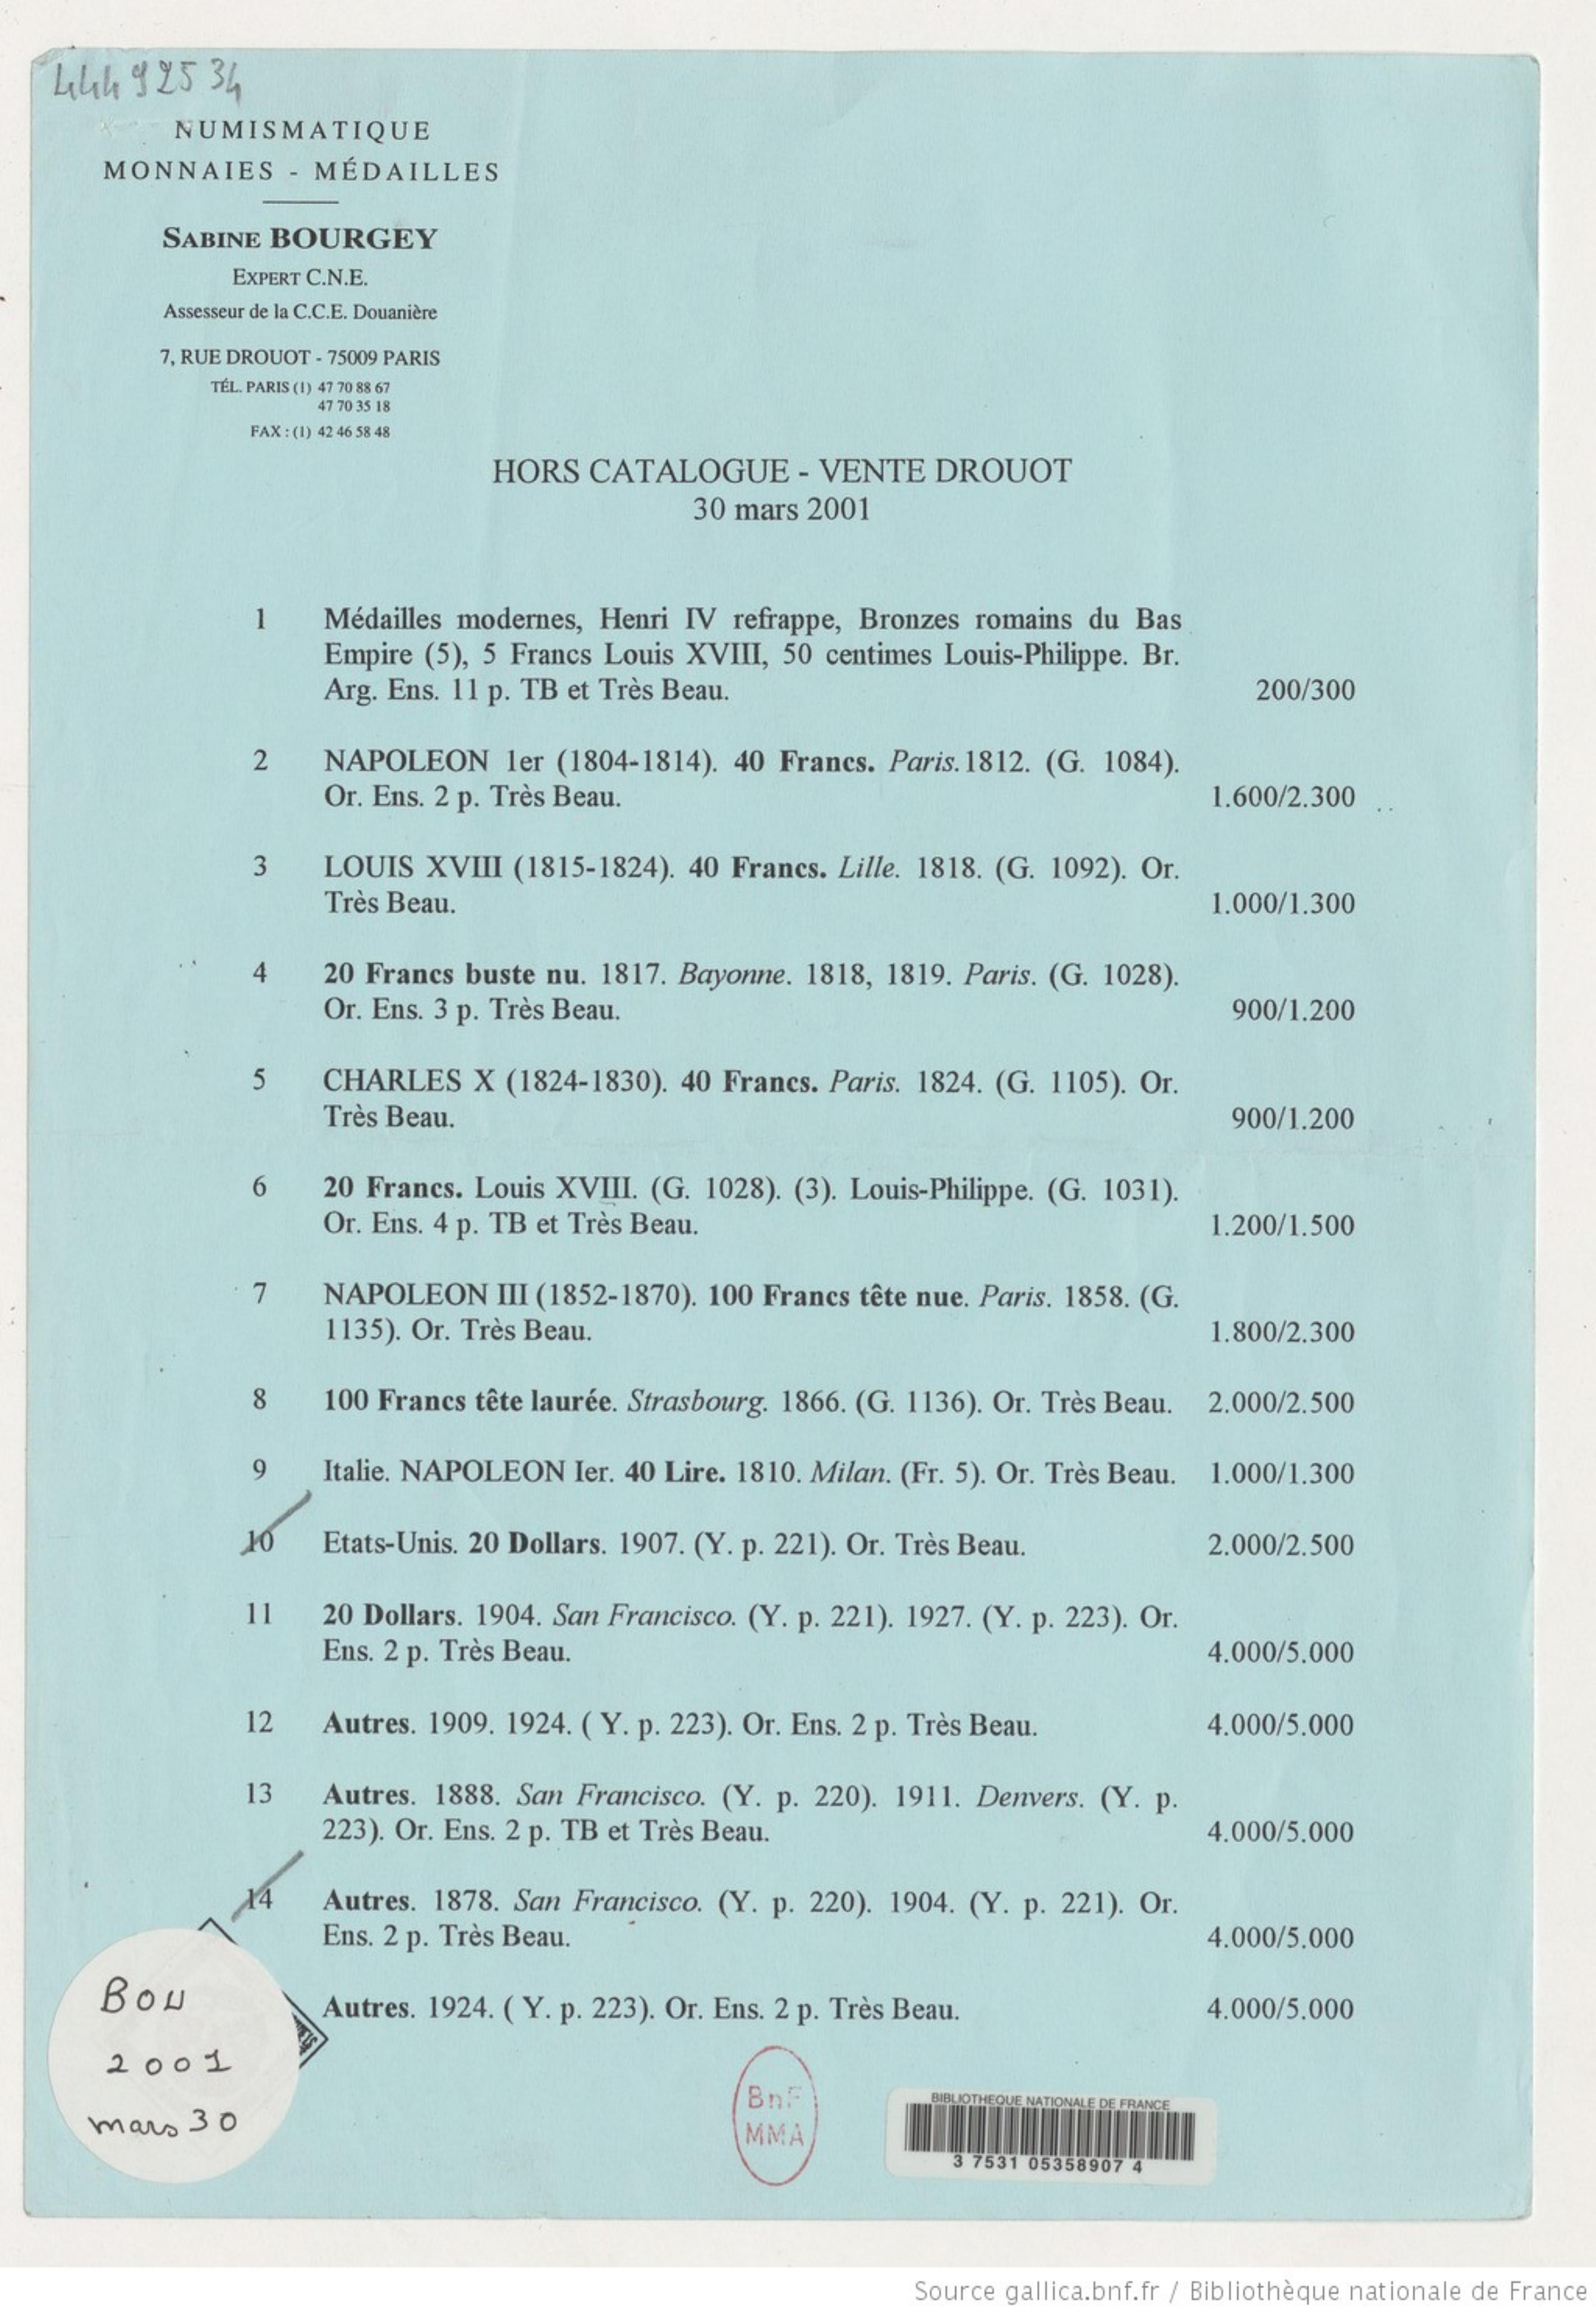 44492534
NUMISMATIQUE
MONNAIES - MÉDAILLES
SABINE BOURGEY
EXPERT C.N.E.
Assesseur de la C.C.E. Douanière
7, RUE DROUOT - 75009 PARIS
TÉL. PARIS (1) 47 70 88 67
47 70 35 18
FAX : (1) 42 46 58 48
HORS CATALOGUE - VENTE DROUOT
30 mars 2001
1 Médailles modernes, Henri IV refrappe, Bronzes romains du Bas
Empire (5), 5 Francs Louis XVIII, 50 centimes Louis-Philippe. Br.
Arg. Ens. 11 p. TB et Très Beau. 200/300
2 NAPOLEON 1er (1804-1814). 40 Francs. Paris.1812. (G. 1084).
Or. Ens. 2 p. Très Beau. 1.600/2.300
3 LOUIS XVIII (1815-1824). 40 Francs. Lille. 1818. (G. 1092). Or.
Très Beau. 1.000/1.300
4 20 Francs buste nu. 1817. Bayonne. 1818, 1819. Paris. (G. 1028).
Or. Ens. 3 p. Très Beau. 900/1.200
5 CHARLES X (1824-1830). 40 Francs. Paris. 1824. (G. 1105). Or.
Très Beau. 900/1.200
6 20 Francs. Louis XVIII. (G. 1028). (3). Louis-Philippe. (G. 1031).
Or. Ens. 4 p. TB et Très Beau. 1.200/1.500
7 NAPOLEON III (1852-1870). 100 Francs tête nue. Paris. 1858. (G.
1135). Or. Très Beau. 1.800/2.300
8 100 Francs tête laurée. Strasbourg. 1866. (G. 1136). Or. Très Beau. 2.000/2.500
9 Italie. NAPOLEON Ier. 40 Lire. 1810. Milan. (Fr. 5). Or. Très Beau. 1.000/1.300
10 Etats-Unis. 20 Dollars. 1907. (Y. p. 221). Or. Très Beau. 2.000/2.500
11 20 Dollars. 1904. San Francisco. (Y. p. 221). 1927. (Y. p. 223). Or.
Ens. 2 p. Très Beau. 4.000/5.000
12 Autres. 1909. 1924. ( Y. p. 223). Or. Ens. 2 p. Très Beau. 4.000/5.000
13 Autres. 1888. San Francisco. (Y. p. 220). 1911. Denvers. (Y. p.
223). Or. Ens. 2 p. TB et Très Beau. 4.000/5.000
14 Autres. 1878. San Francisco. (Y. p. 220). 1904. (Y. p. 221). Or.
Ens. 2 p. Très Beau. 4.000/5.000
Autres. 1924. ( Y. p. 223). Or. Ens. 2 p. Très Beau. 4.000/5.000
BOU
2001
mars 30
BnF
MMA
BIBLIOTHEQUE NATIONALE DE FRANCE
3 7531 05358907 4
Source gallica.bnf.fr / Bibliothèque nationale de France